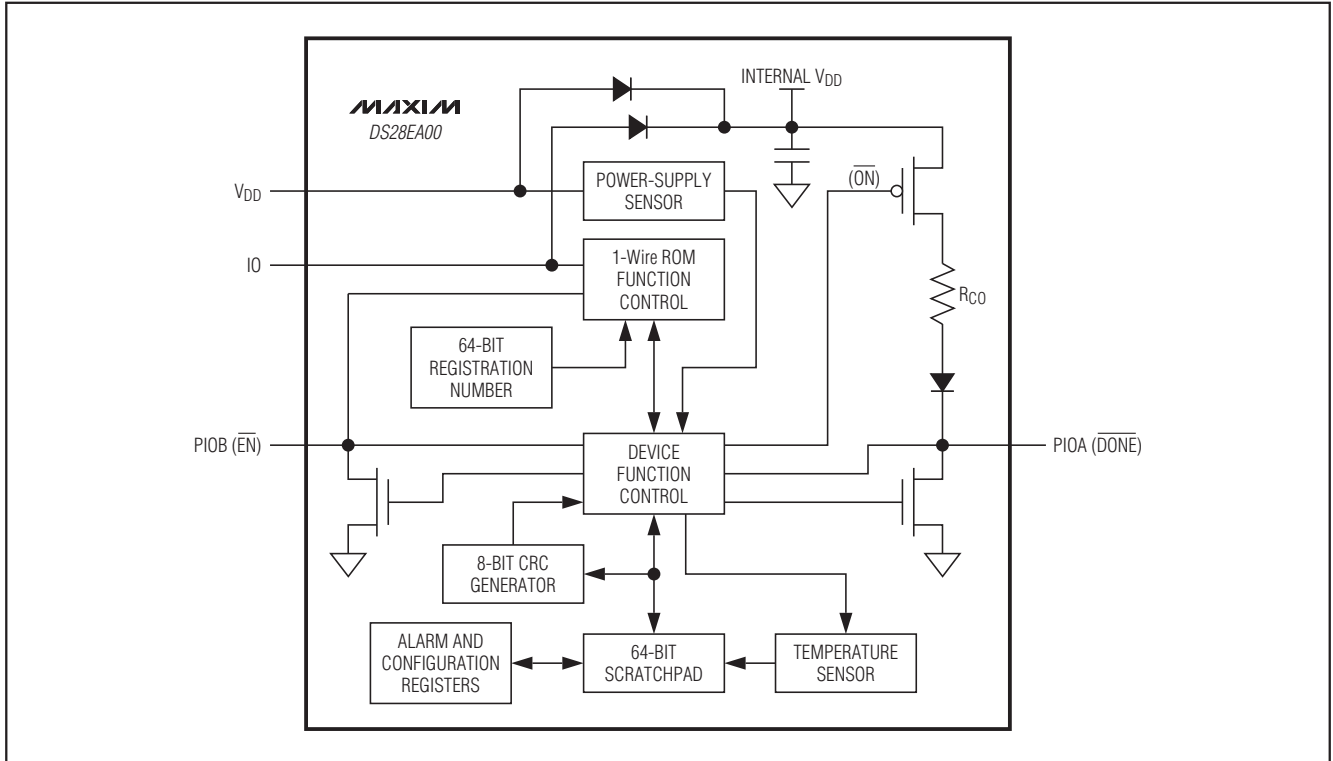 INTERNAL VDD
MAXIM
DS28EA00
VDD
POWER-SUPPLY
SENSOR
(ON)
IO
1-Wire ROM
FUNCTION
CONTROL
RCO
64-BIT
REGISTRATION
NUMBER
PIOB (EN)
DEVICE
FUNCTION
CONTROL
PIOA (DONE)
8-BIT CRC
GENERATOR
ALARM AND
CONFIGURATION
REGISTERS
64-BIT
SCRATCHPAD
TEMPERATURE
SENSOR